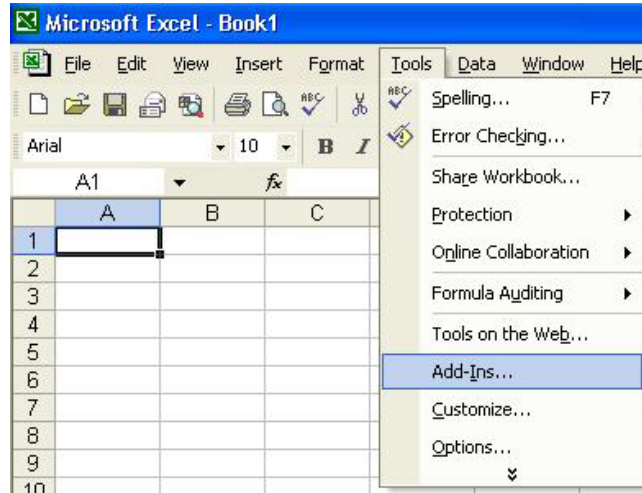 Microsoft Excel - Book1
File Edit View Insert Format Tools Data Window Help
ABC
Arial 10 B I
A1 fx
A B C
1
2
3
4
5
6
7
8
9
10
ABC Spelling... F7
Error Checking...
Share Workbook...
Protection
Online Collaboration
Formula Auditing
Tools on the Web...
Add-Ins...
Customize...
Options...